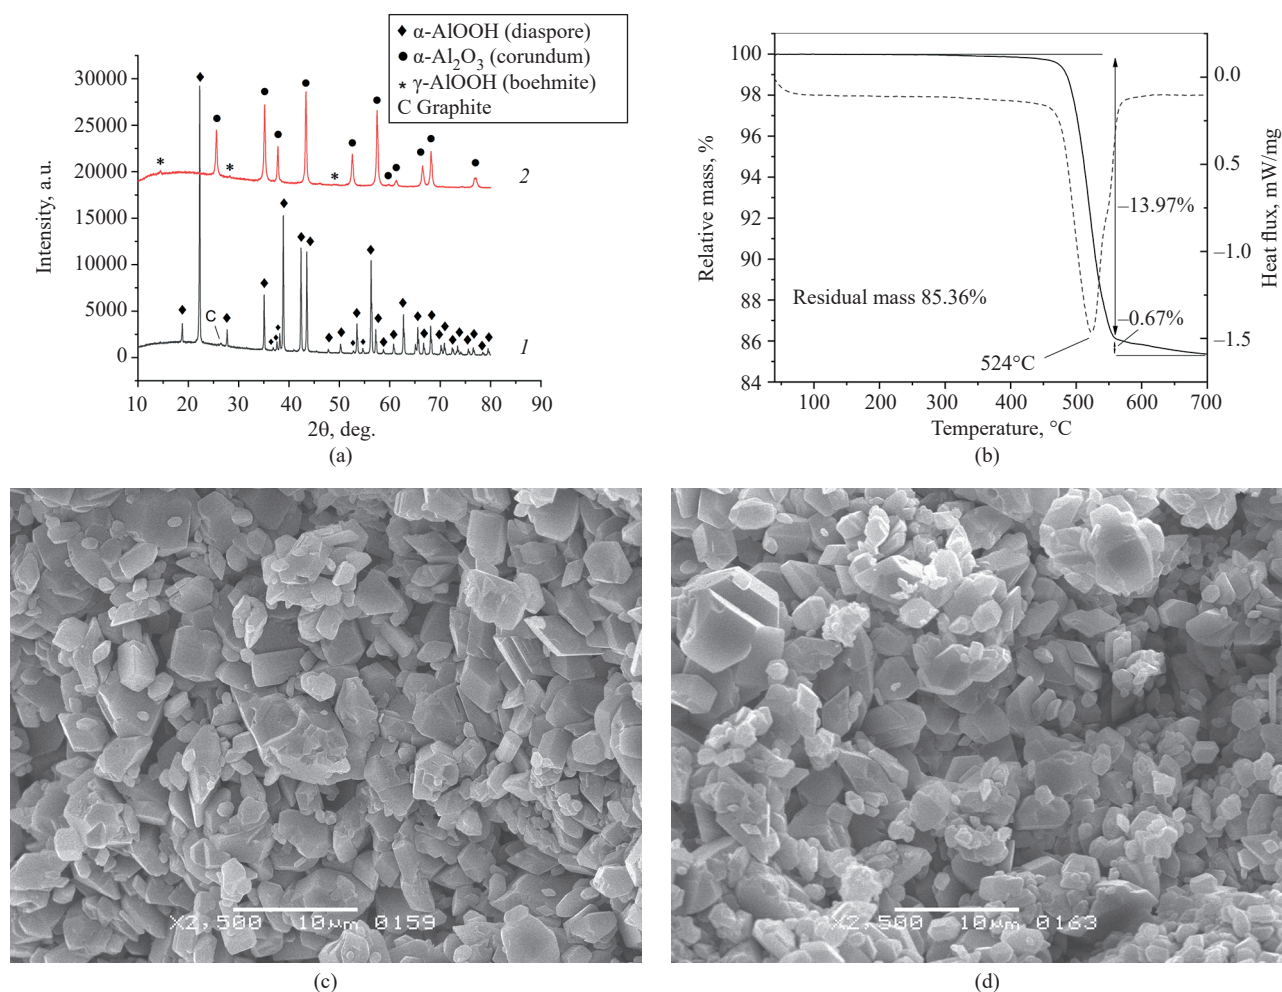 ♦ α-AlOOH (diaspore)
● α-Al₂O₃ (corundum)
* γ-AlOOH (boehmite)
C Graphite
30000
25000
20000
15000
10000
5000
0
Intensity, a.u.
2
1
C
10 20 30 40 50 60 70 80 90
2θ, deg.
(a)
100
98
96
94
92
90
88
86
84
Relative mass, %
0.0
0.5
–1.0
–1.5
Heat flux, mW/mg
–13.97%
–0.67%
Residual mass 85.36%
524°C
100 200 300 400 500 600 700
Temperature, °C
(b)
X2,500 10μm 0159
(c)
X2,500 10μm 0163
(d)